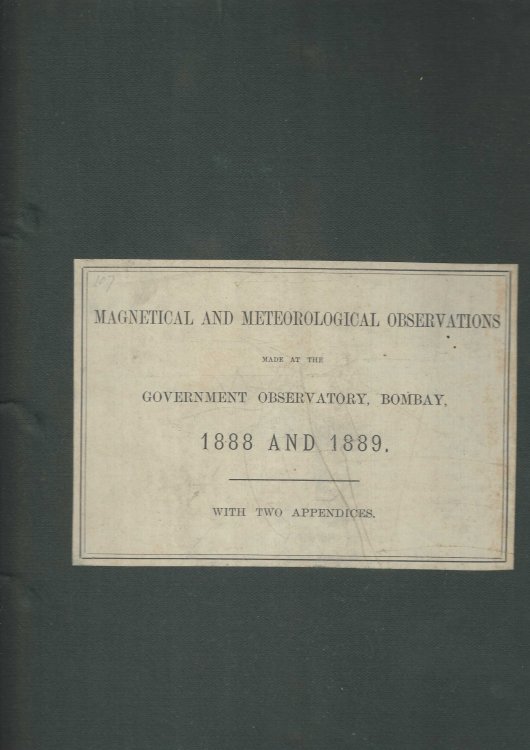 MAGNETICAL AND METEOROLOGICAL OBSERVATIONS
MADE AT THE
GOVERNMENT OBSERVATORY, BOMBAY,
1888 AND 1889.
WITH TWO APPENDICES.